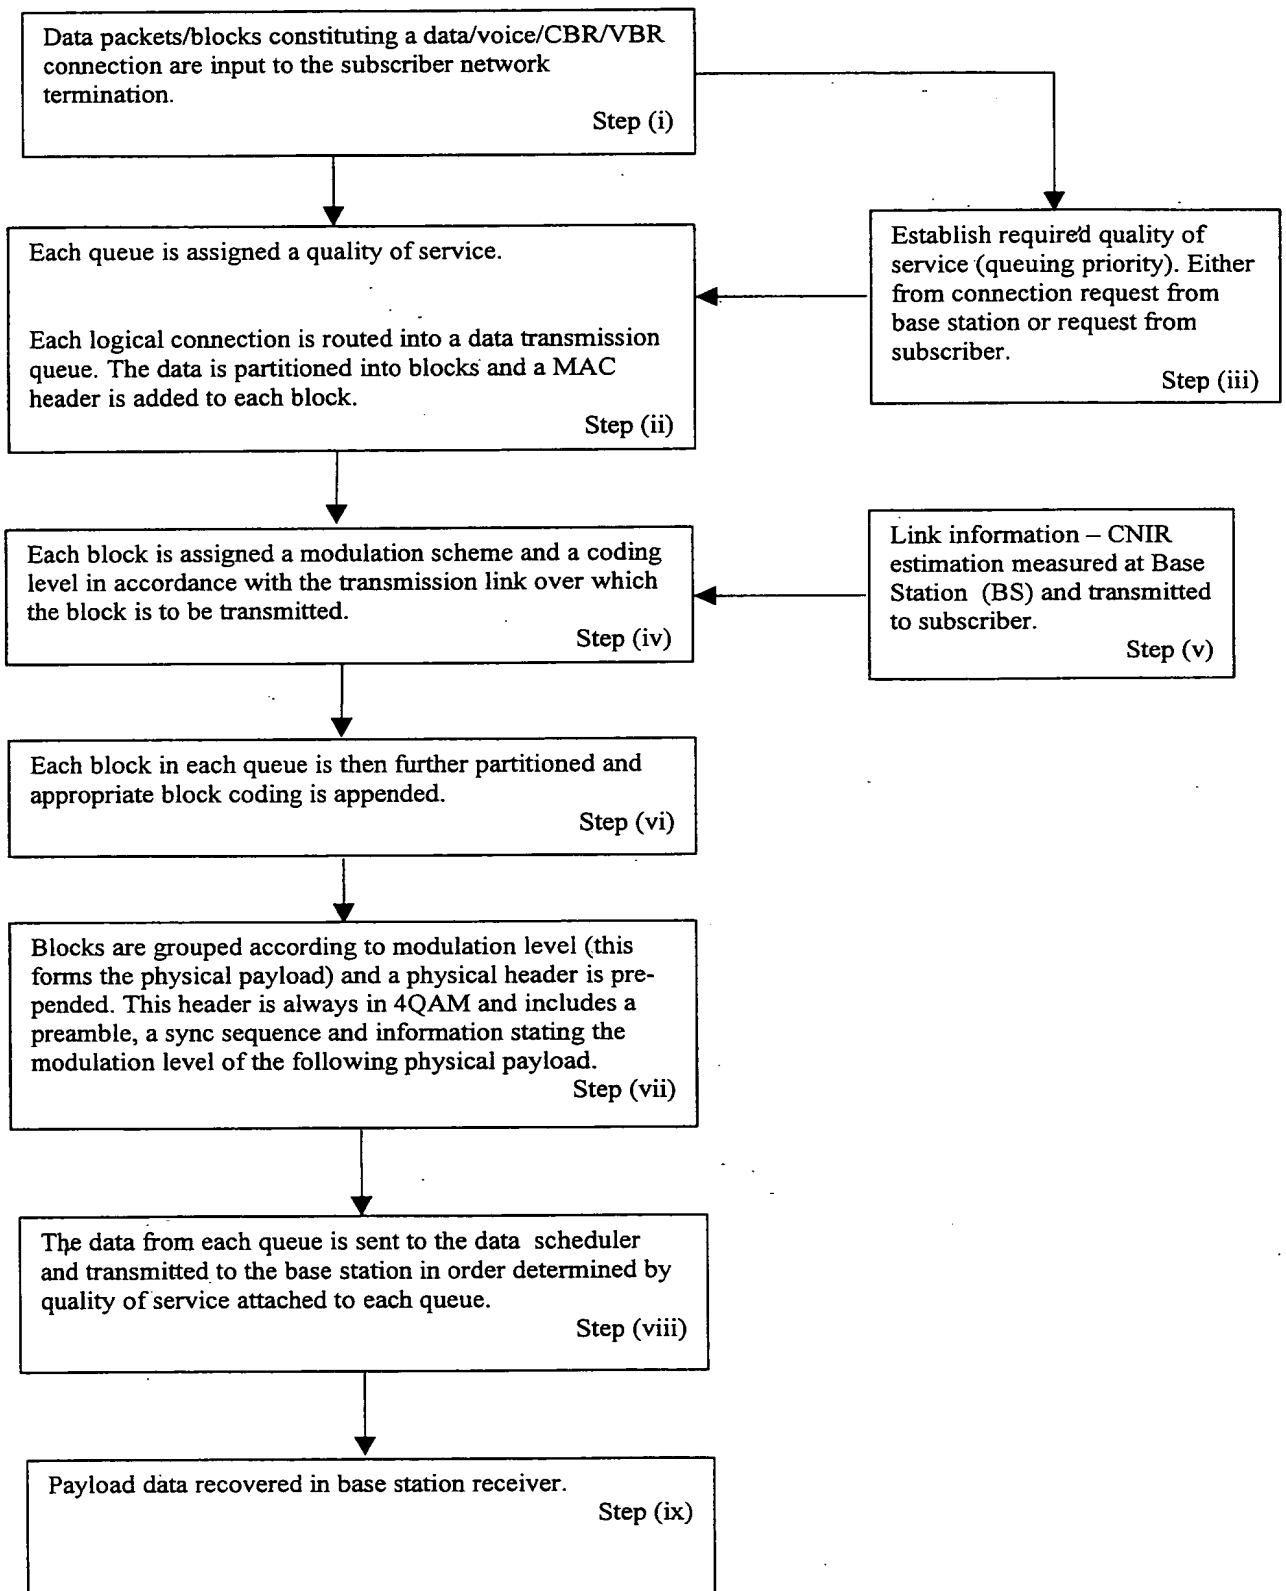 Data packets/blocks constituting a data/voice/CBR/VBR
connection are input to the subscriber network
termination.
Step (i)
Each queue is assigned a quality of service.
Each logical connection is routed into a data transmission
queue. The data is partitioned into blocks and a MAC
header is added to each block.
Step (ii)
Establish required quality of
service (queuing priority). Either
from connection request from
base station or request from
subscriber.
Step (iii)
Each block is assigned a modulation scheme and a coding
level in accordance with the transmission link over which
the block is to be transmitted.
Step (iv)
Link information – CNIR
estimation measured at Base
Station (BS) and transmitted
to subscriber.
Step (v)
Each block in each queue is then further partitioned and
appropriate block coding is appended.
Step (vi)
Blocks are grouped according to modulation level (this
forms the physical payload) and a physical header is pre-
pended. This header is always in 4QAM and includes a
preamble, a sync sequence and information stating the
modulation level of the following physical payload.
Step (vii)
The data from each queue is sent to the data scheduler
and transmitted to the base station in order determined by
quality of service attached to each queue.
Step (viii)
Payload data recovered in base station receiver.
Step (ix)